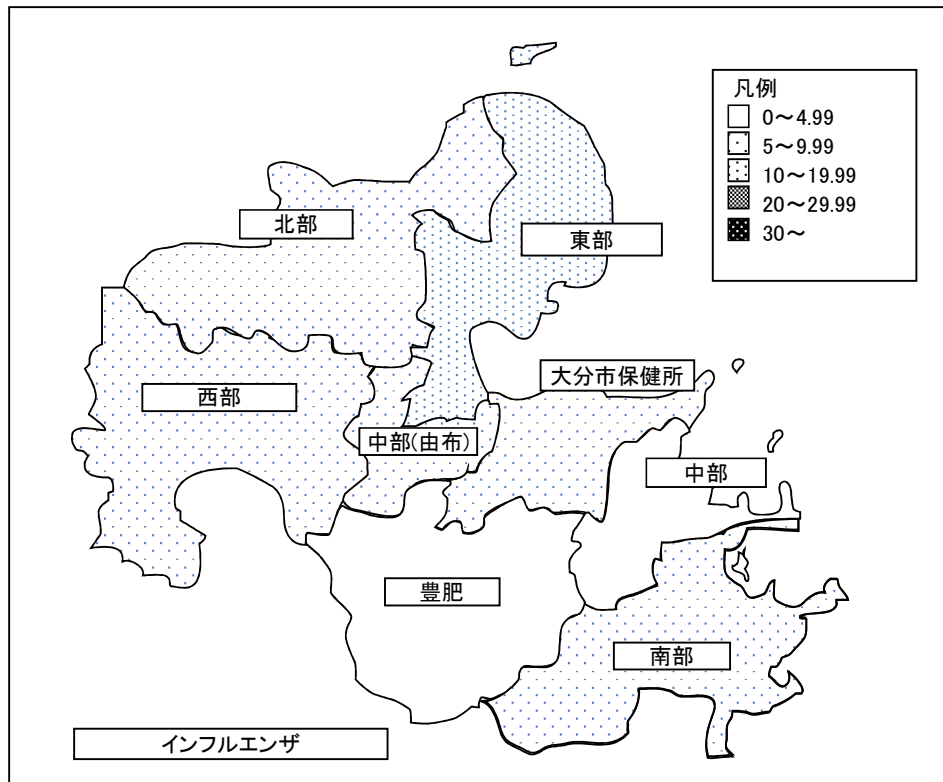 凡例
0～4.99
5～9.99
10～19.99
20～29.99
30～
北部
東部
大分市保健所
西部
中部(由布)
中部
豊肥
南部
インフルエンザ